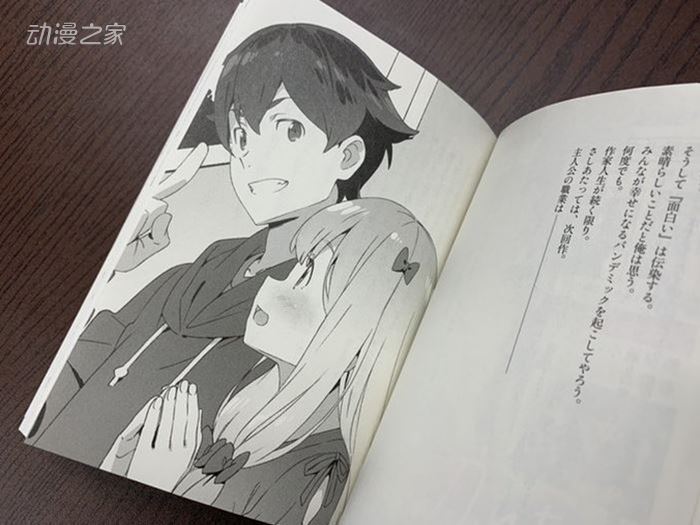 动漫之家
そうして『面白い』は伝染する。
素晴らしいことだと俺は思う。
みんなが幸せになるパンデミックを起こしてやろう。
何度でも。
作家人生が続く限り。
さしあたっては、次回作。
主人公の職業は――